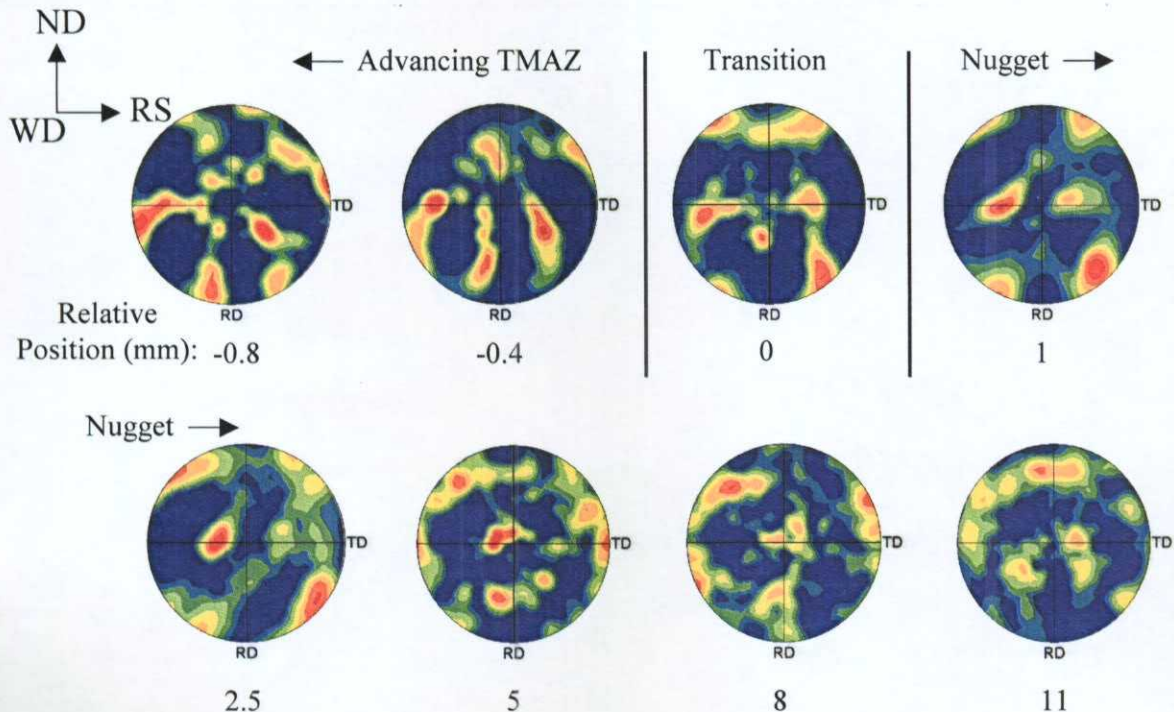 ND
← Advancing TMAZ
Transition
Nugget →
RS
WD
TD
TD
TD
TD
RD
RD
RD
RD
Relative
Position (mm): -0.8
-0.4
0
1
Nugget →
TD
TD
TD
TD
RD
RD
RD
RD
2.5
5
8
11